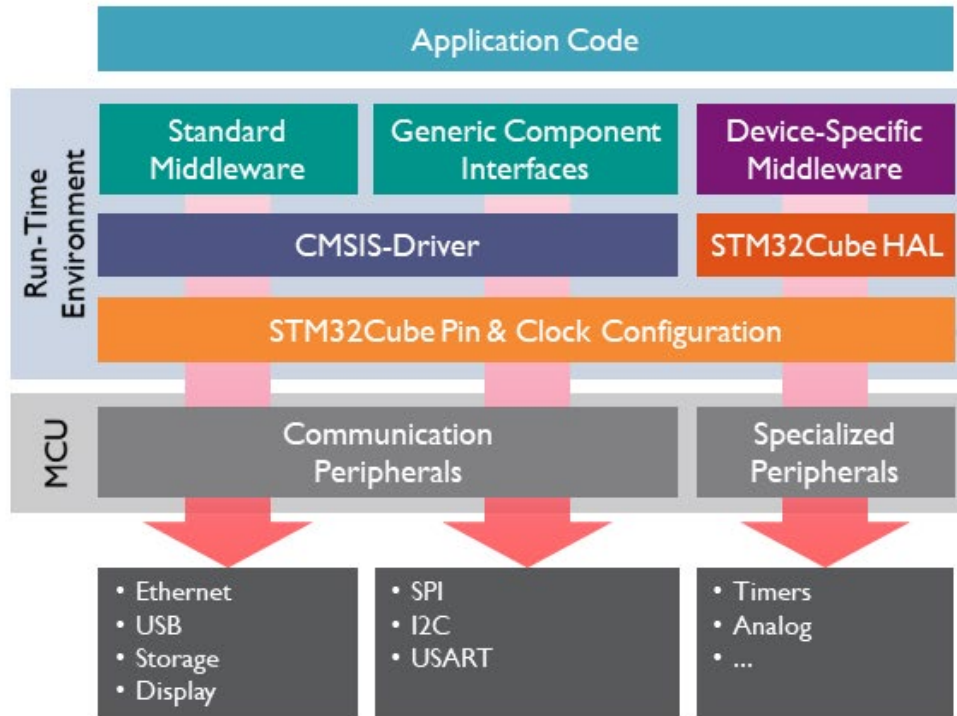 Application Code
Run-Time
Environment
Standard
Middleware
Generic Component
Interfaces
Device-Specific
Middleware
CMSIS-Driver
STM32Cube HAL
STM32Cube Pin & Clock Configuration
MCU
Communication
Peripherals
Specialized
Peripherals
• Ethernet
• USB
• Storage
• Display
• SPI
• I2C
• USART
• Timers
• Analog
• ...